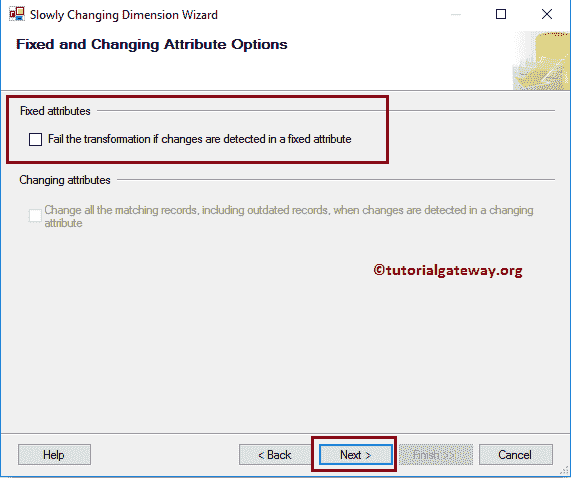 Slowly Changing Dimension Wizard
Fixed and Changing Attribute Options
Fixed attributes
Fail the transformation if changes are detected in a fixed attribute
Changing attributes
Change all the matching records, including outdated records, when changes are detected in a changing
attribute
©tutorialgateway.org
Help
< Back
Next >
Finish >>
Cancel